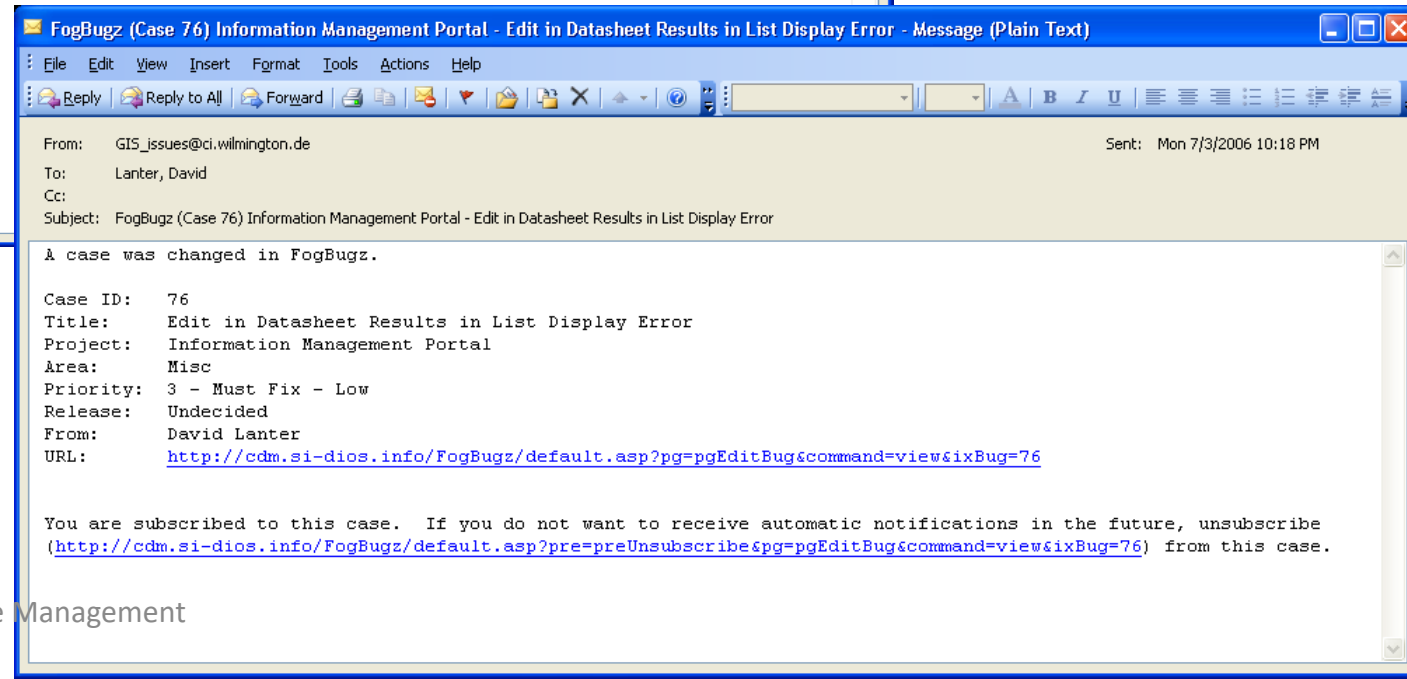 FogBugz (Case 76) Information Management Portal - Edit in Datasheet Results in List Display Error - Message (Plain Text)
File Edit View Insert Format Tools Actions Help
Reply Reply to All Forward A B I U
From: GIS_issues@ci.wilmington.de Sent: Mon 7/3/2006 10:18 PM
To: Lanter, David
Cc:
Subject: FogBugz (Case 76) Information Management Portal - Edit in Datasheet Results in List Display Error
A case was changed in FogBugz.
Case ID: 76
Title: Edit in Datasheet Results in List Display Error
Project: Information Management Portal
Area: Misc
Priority: 3 - Must Fix - Low
Release: Undecided
From: David Lanter
URL: http://cdm.si-dios.info/FogBugz/default.asp?pg=pgEditBug&command=view&ixBug=76
You are subscribed to this case. If you do not want to receive automatic notifications in the future, unsubscribe
(http://cdm.si-dios.info/FogBugz/default.asp?pre=preUnsubscribe&pg=pgEditBug&command=view&ixBug=76) from this case.
e Management